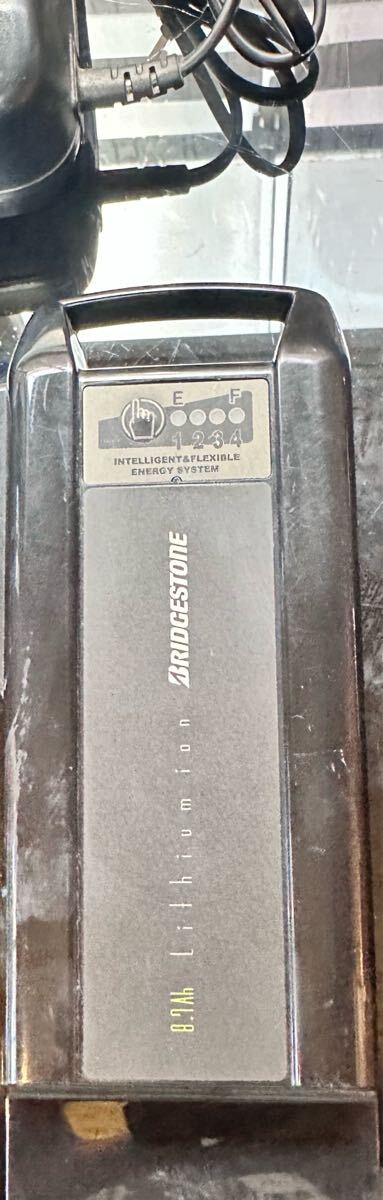 E F
1 2 3 4
INTELLIGENT&FLEXIBLE
ENERGY SYSTEM
BRIDGESTONE
Lithium ion
8.7Ah